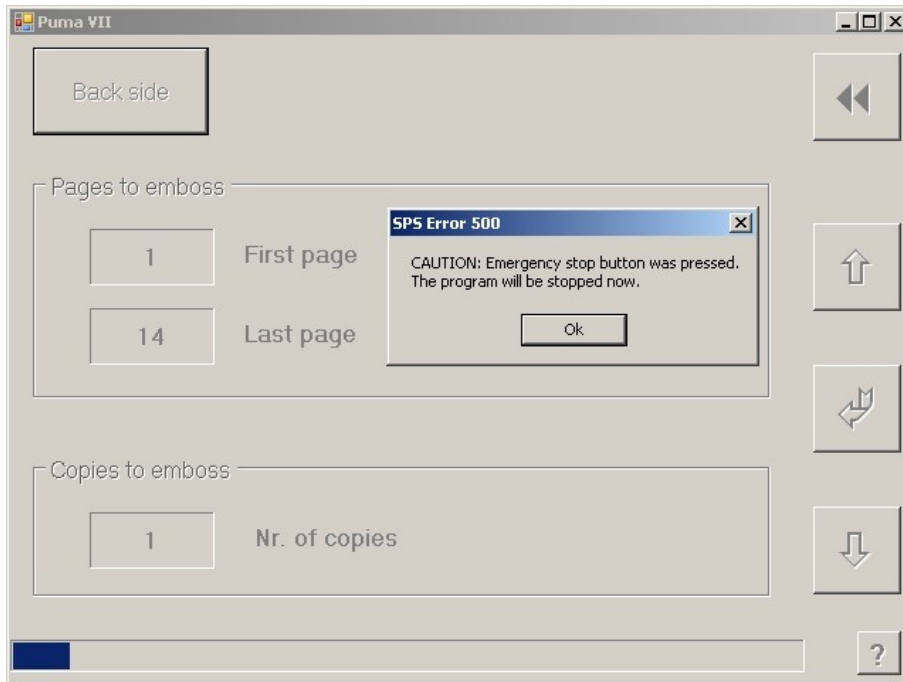 Puma VII
Back side
Pages to emboss
1 First page
14 Last page
SPS Error 500
CAUTION: Emergency stop button was pressed.
The program will be stopped now.
Ok
Copies to emboss
1 Nr. of copies
?